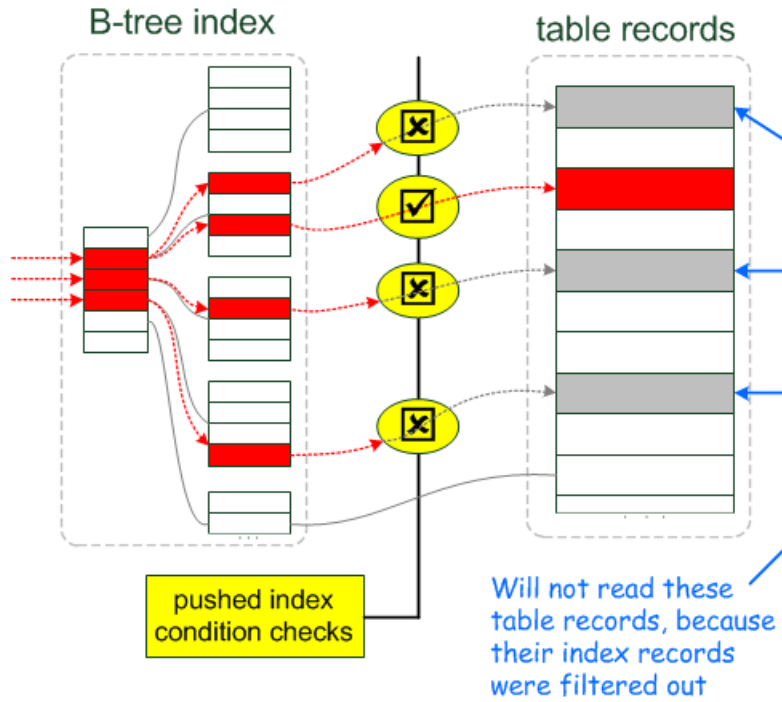 B-tree index
table records
pushed index
condition checks
Will not read these
table records, because
their index records
were filtered out